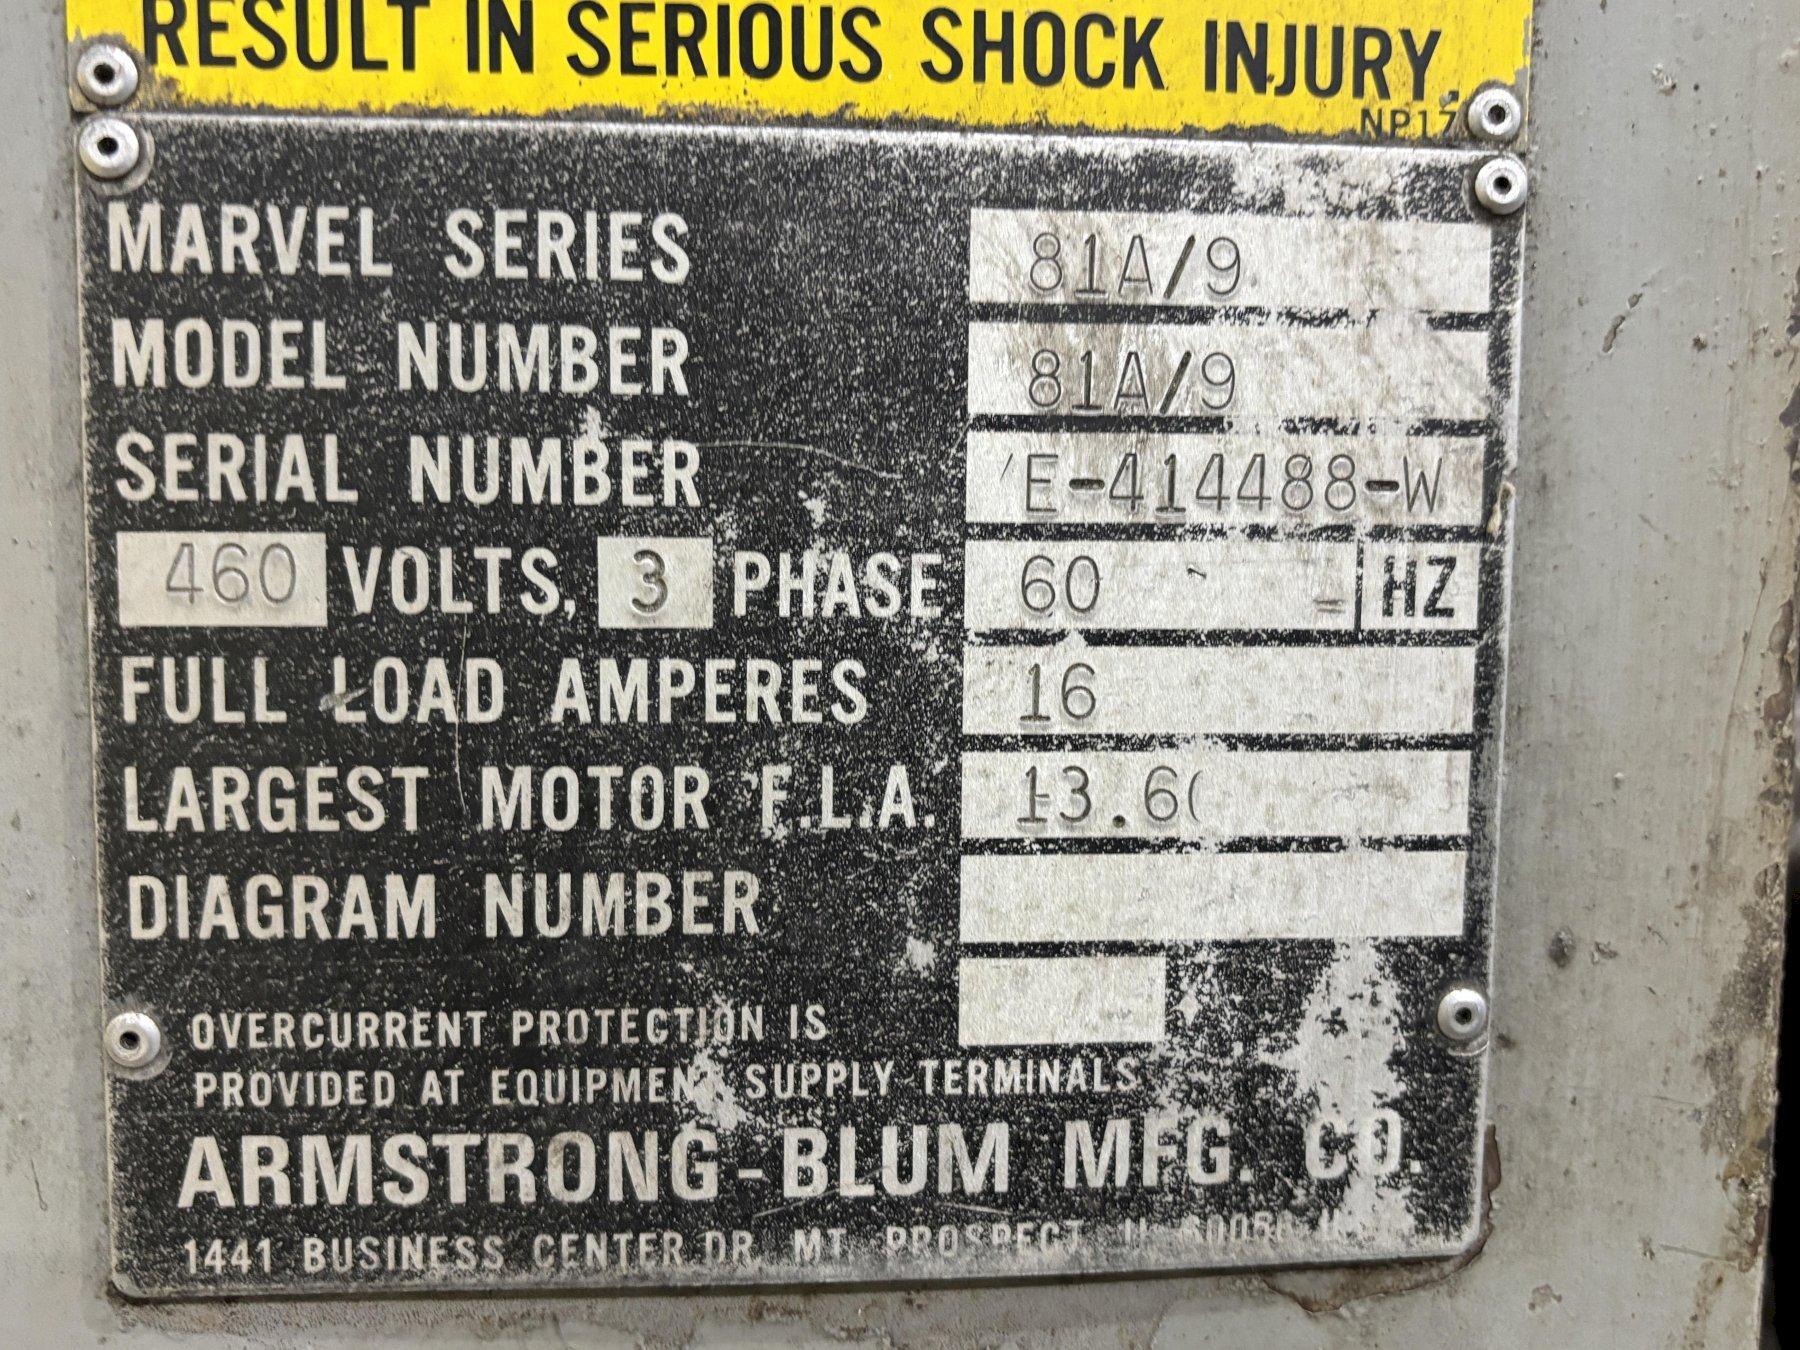 RESULT IN SERIOUS SHOCK INJURY.
NP17
MARVEL SERIES 81A/9
MODEL NUMBER 81A/9
SERIAL NUMBER E-414488-W
460 VOLTS, 3 PHASE 60 HZ
FULL LOAD AMPERES 16
LARGEST MOTOR F.L.A. 13.6
DIAGRAM NUMBER
OVERCURRENT PROTECTION IS
PROVIDED AT EQUIPMENT SUPPLY TERMINALS
ARMSTRONG-BLUM MFG. CO.
1441 BUSINESS CENTER DR. MT. PROSPECT, IL 60056